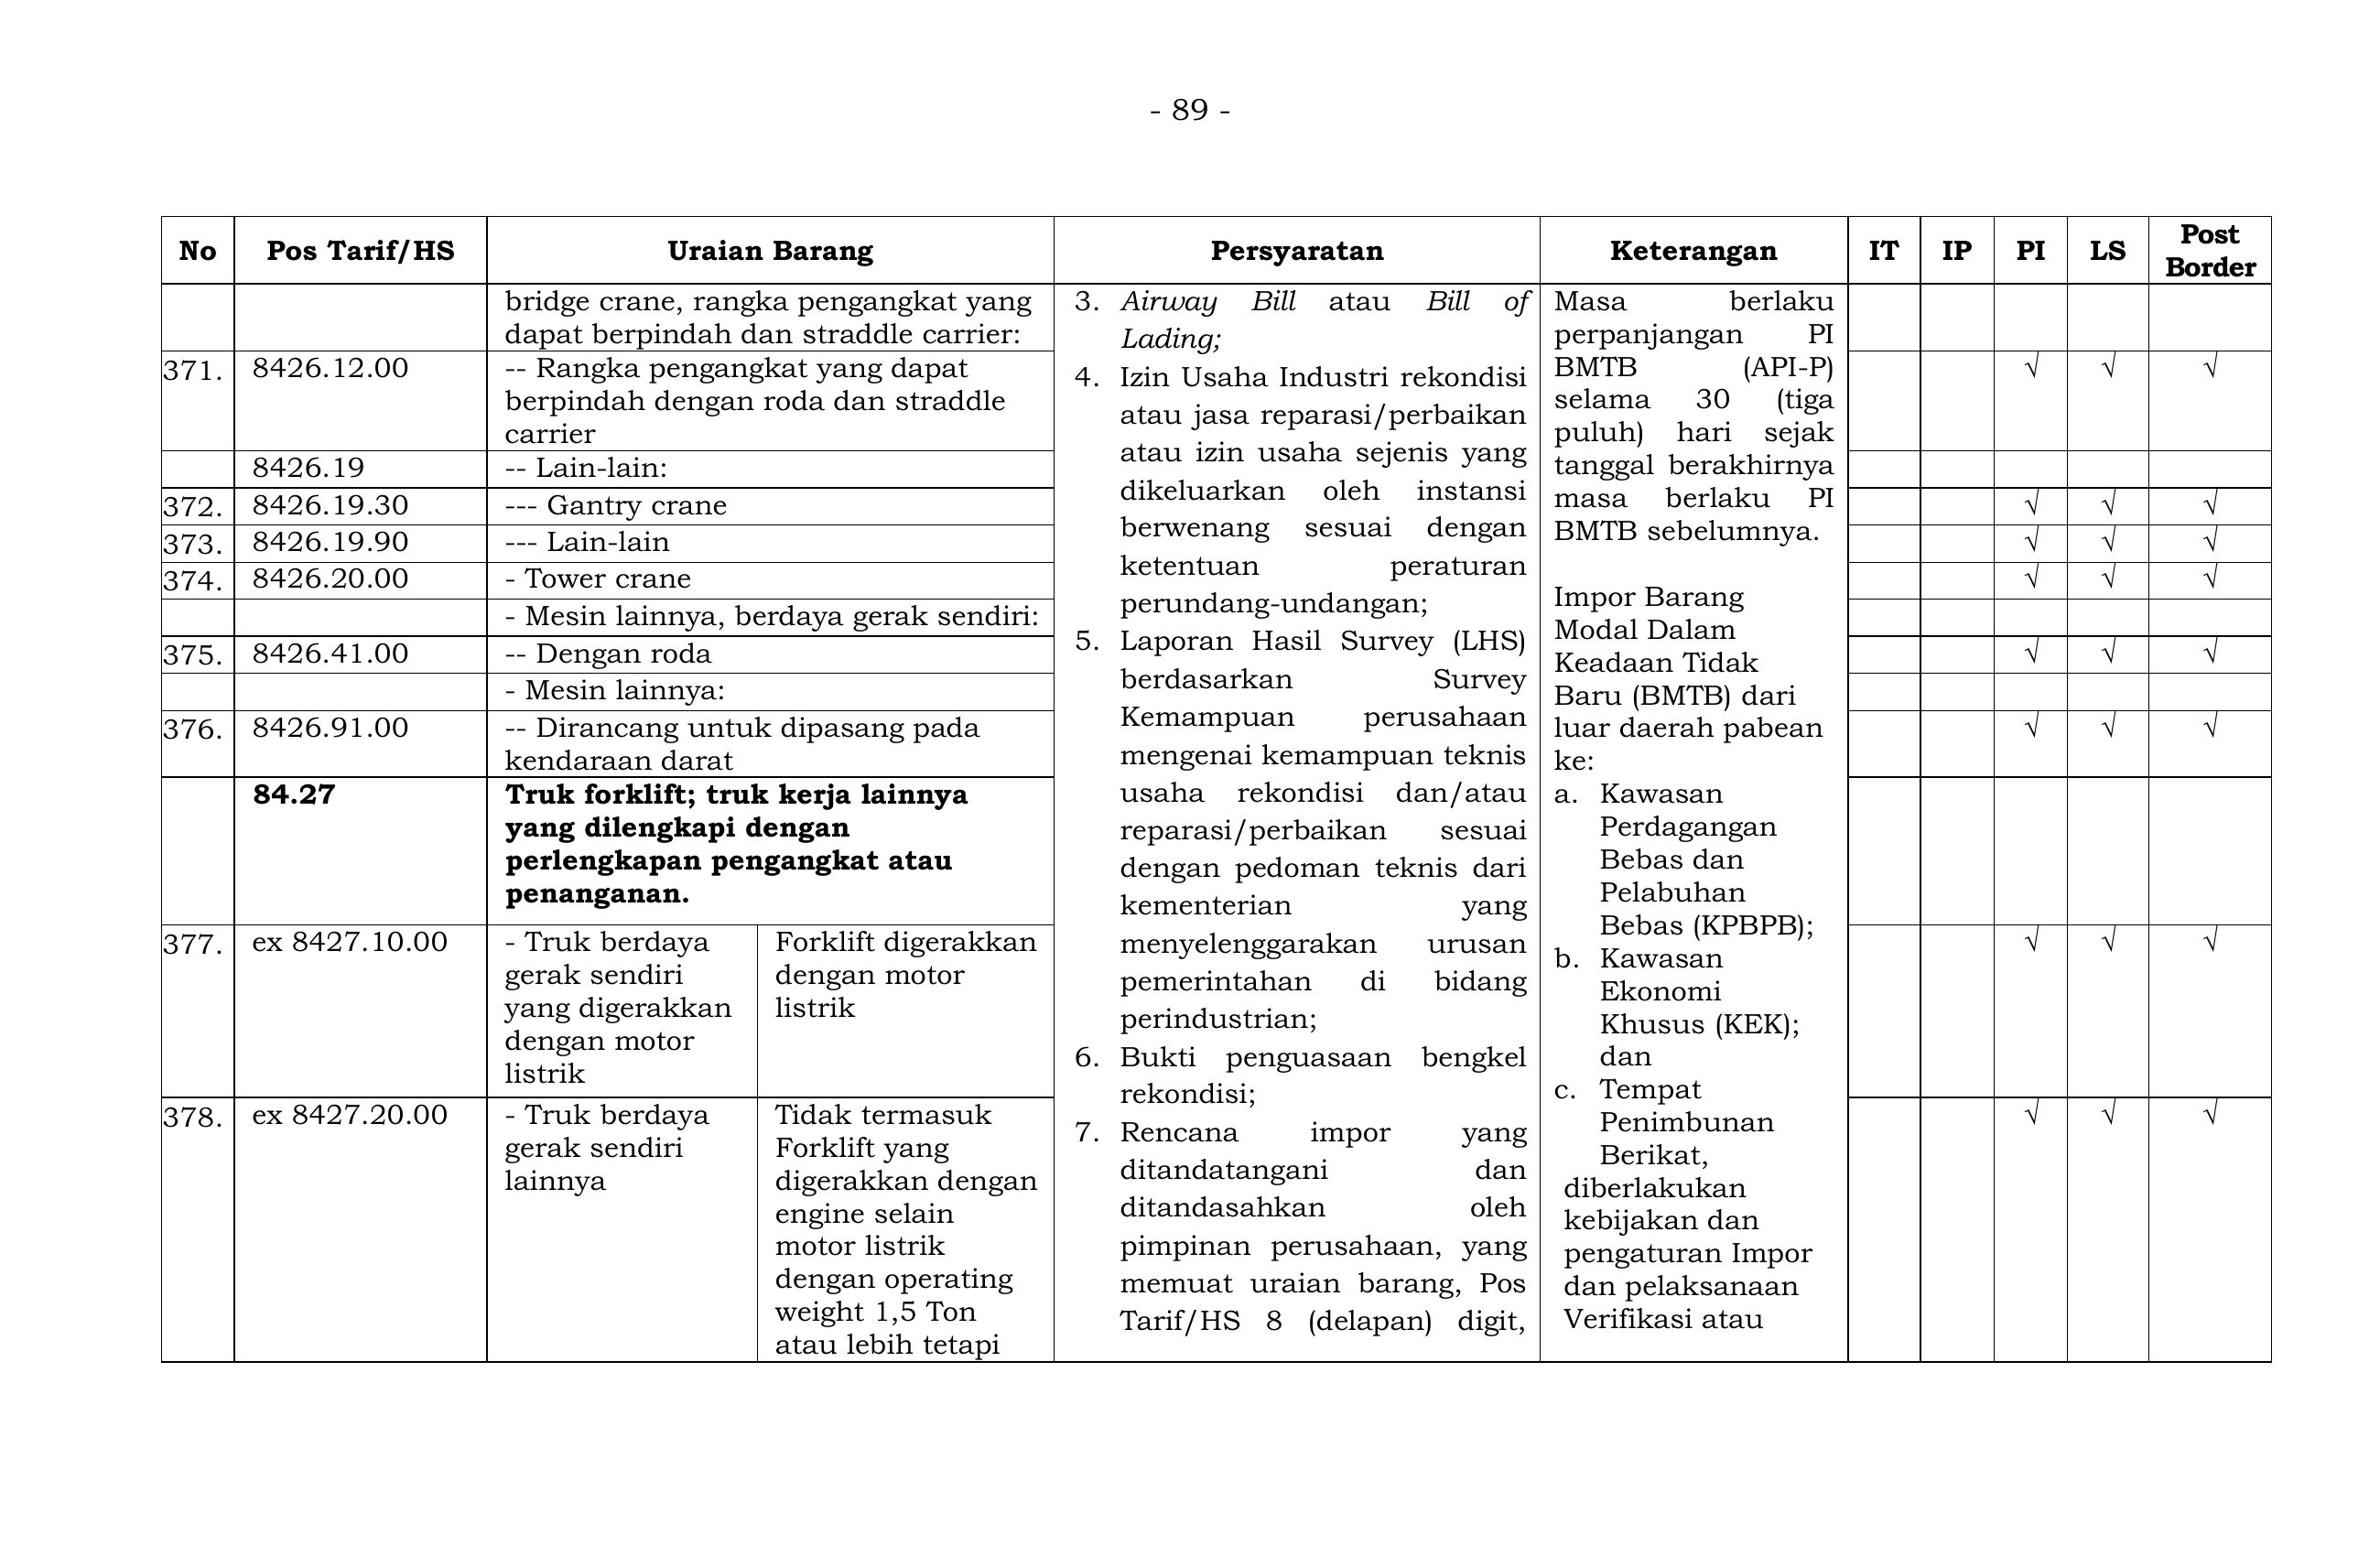 - 89 -
No Pos Tarif/HS Uraian Barang Persyaratan Keterangan IT IP PI LS Post Border
bridge crane, rangka pengangkat yang
dapat berpindah dan straddle carrier:
371. 8426.12.00 -- Rangka pengangkat yang dapat
berpindah dengan roda dan straddle
carrier
√ √ √
8426.19 -- Lain-lain:
372. 8426.19.30 --- Gantry crane √ √ √
373. 8426.19.90 --- Lain-lain √ √ √
374. 8426.20.00 - Tower crane √ √ √
- Mesin lainnya, berdaya gerak sendiri:
375. 8426.41.00 -- Dengan roda √ √ √
- Mesin lainnya:
376. 8426.91.00 -- Dirancang untuk dipasang pada
kendaraan darat
√ √ √
84.27 Truk forklift; truk kerja lainnya
yang dilengkapi dengan
perlengkapan pengangkat atau
penanganan.
377. ex 8427.10.00 - Truk berdaya
gerak sendiri
yang digerakkan
dengan motor
listrik
Forklift digerakkan
dengan motor
listrik
√ √ √
378. ex 8427.20.00 - Truk berdaya
gerak sendiri
lainnya
Tidak termasuk
Forklift yang
digerakkan dengan
engine selain
motor listrik
dengan operating
weight 1,5 Ton
atau lebih tetapi
√ √ √
3. Airway Bill atau Bill of
Lading;
4. Izin Usaha Industri rekondisi
atau jasa reparasi/perbaikan
atau izin usaha sejenis yang
dikeluarkan oleh instansi
berwenang sesuai dengan
ketentuan peraturan
perundang-undangan;
5. Laporan Hasil Survey (LHS)
berdasarkan Survey
Kemampuan perusahaan
mengenai kemampuan teknis
usaha rekondisi dan/atau
reparasi/perbaikan sesuai
dengan pedoman teknis dari
kementerian yang
menyelenggarakan urusan
pemerintahan di bidang
perindustrian;
6. Bukti penguasaan bengkel
rekondisi;
7. Rencana impor yang
ditandatangani dan
ditandasahkan oleh
pimpinan perusahaan, yang
memuat uraian barang, Pos
Tarif/HS 8 (delapan) digit,
Masa berlaku
perpanjangan PI
BMTB (API-P)
selama 30 (tiga
puluh) hari sejak
tanggal berakhirnya
masa berlaku PI
BMTB sebelumnya.
Impor Barang
Modal Dalam
Keadaan Tidak
Baru (BMTB) dari
luar daerah pabean
ke:
a. Kawasan
Perdagangan
Bebas dan
Pelabuhan
Bebas (KPBPB);
b. Kawasan
Ekonomi
Khusus (KEK);
dan
c. Tempat
Penimbunan
Berikat,
diberlakukan
kebijakan dan
pengaturan Impor
dan pelaksanaan
Verifikasi atau